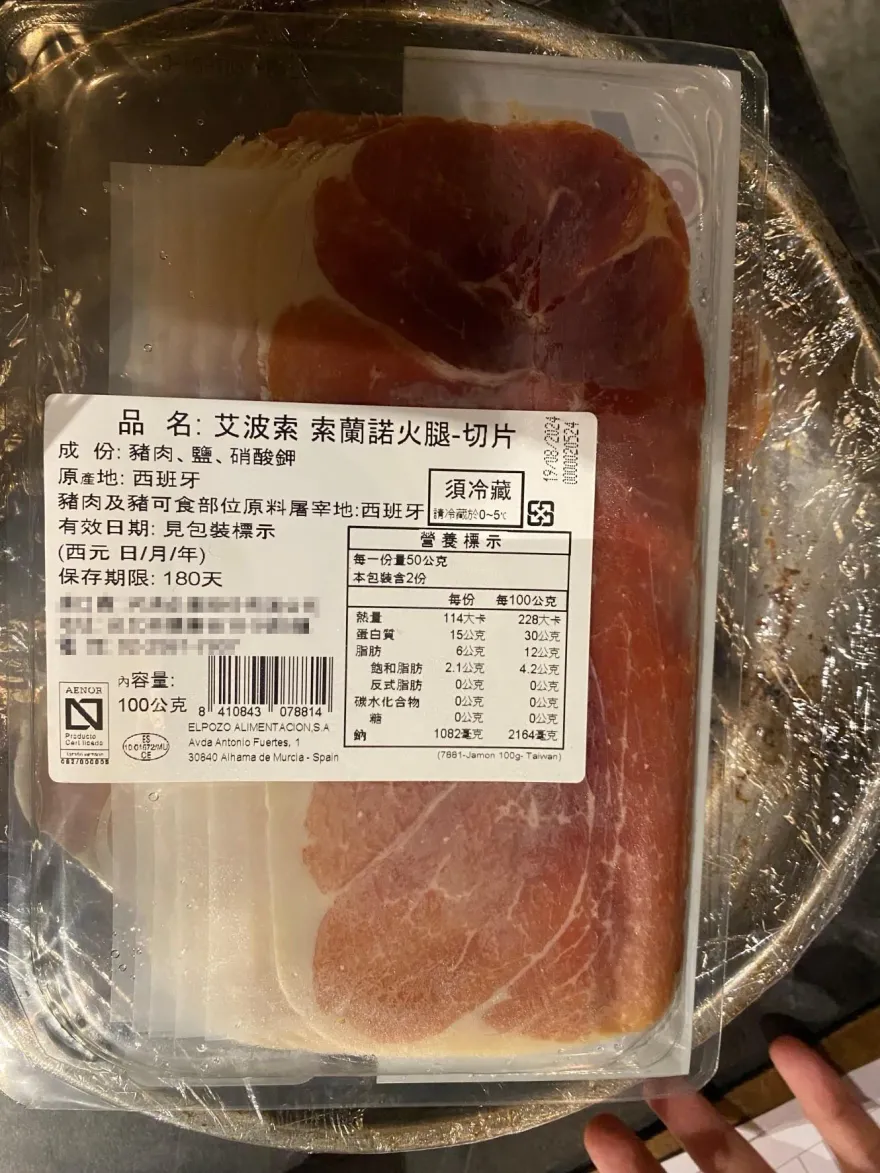 品 名: 艾波索 索蘭諾火腿-切片
成 份: 豬肉、鹽、硝酸鉀
原產地: 西班牙
豬肉及豬可食部位原料屠宰地:西班牙
有效日期: 見包裝標示
(西元 日/月/年)
保存期限: 180天
須冷藏
請冷藏於0~5℃
19/08/2024
0000020524
營養標示
每一份量50公克
本包裝含2份
每份 每100公克
熱量 114大卡 228大卡
蛋白質 15公克 30公克
脂肪 6公克 12公克
飽和脂肪 2.1公克 4.2公克
反式脂肪 0公克 0公克
碳水化合物 0公克 0公克
糖 0公克 0公克
鈉 1082毫克 2164毫克
(7881-Jamon 100g- Taiwan)
內容量:
100公克
8 410843 078814
AENOR
Producto
Certificado
ES
10.01672/MU
CE
ELPOZO ALIMENTACION,S.A
Avda Antonio Fuertes, 1
30840 Alhama de Murcia - Spain